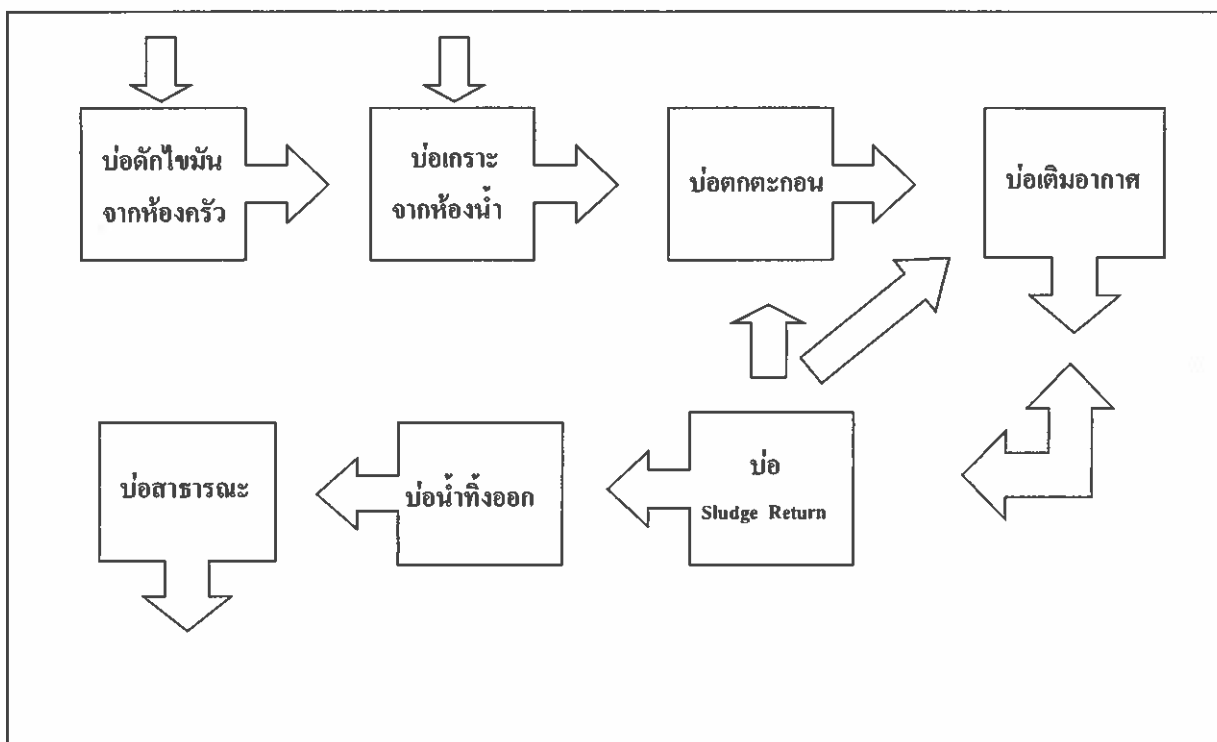 บ่อดักไขมัน
จากห้องครัว
บ่อเกราะ
จากห้องน้ำ
บ่อตกตะกอน
บ่อเติมอากาศ
บ่อสาธารณะ
บ่อน้ำทิ้งออก
บ่อ
Sludge Return